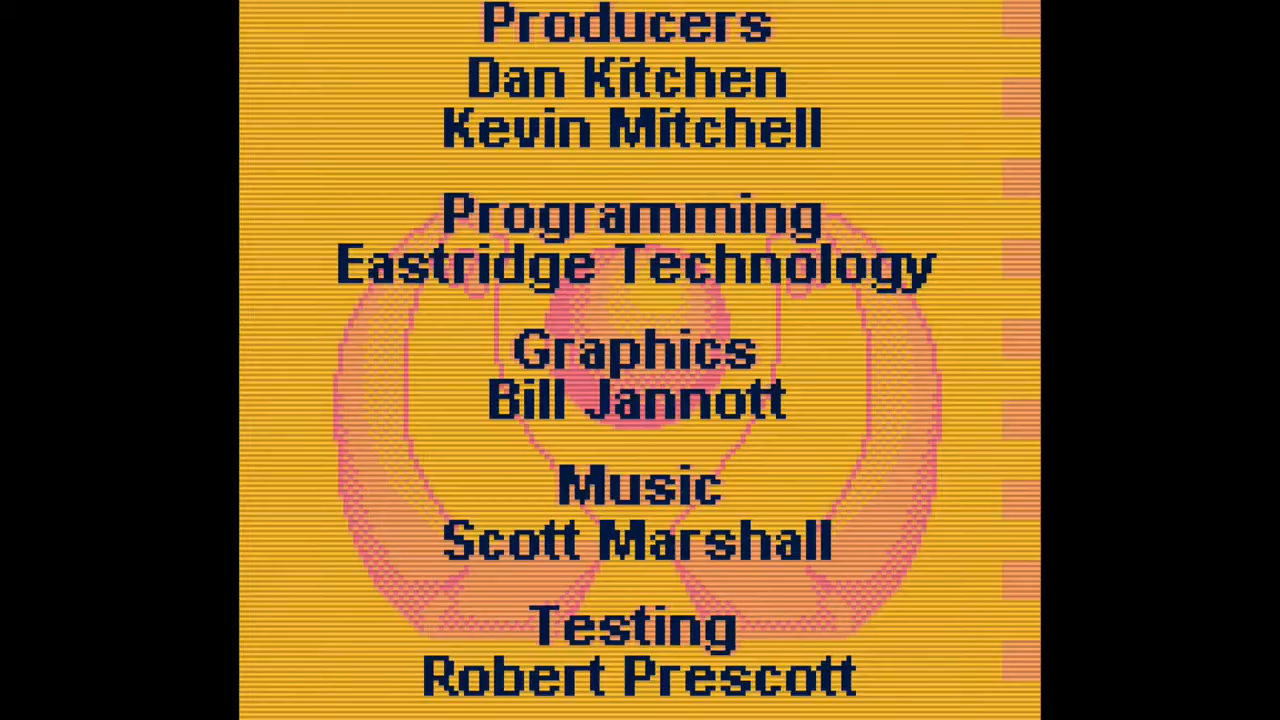 Producers
Dan Kitchen
Kevin Mitchell
Programming
Eastridge Technology
Graphics
Bill Jannott
Music
Scott Marshall
Testing
Robert Prescott